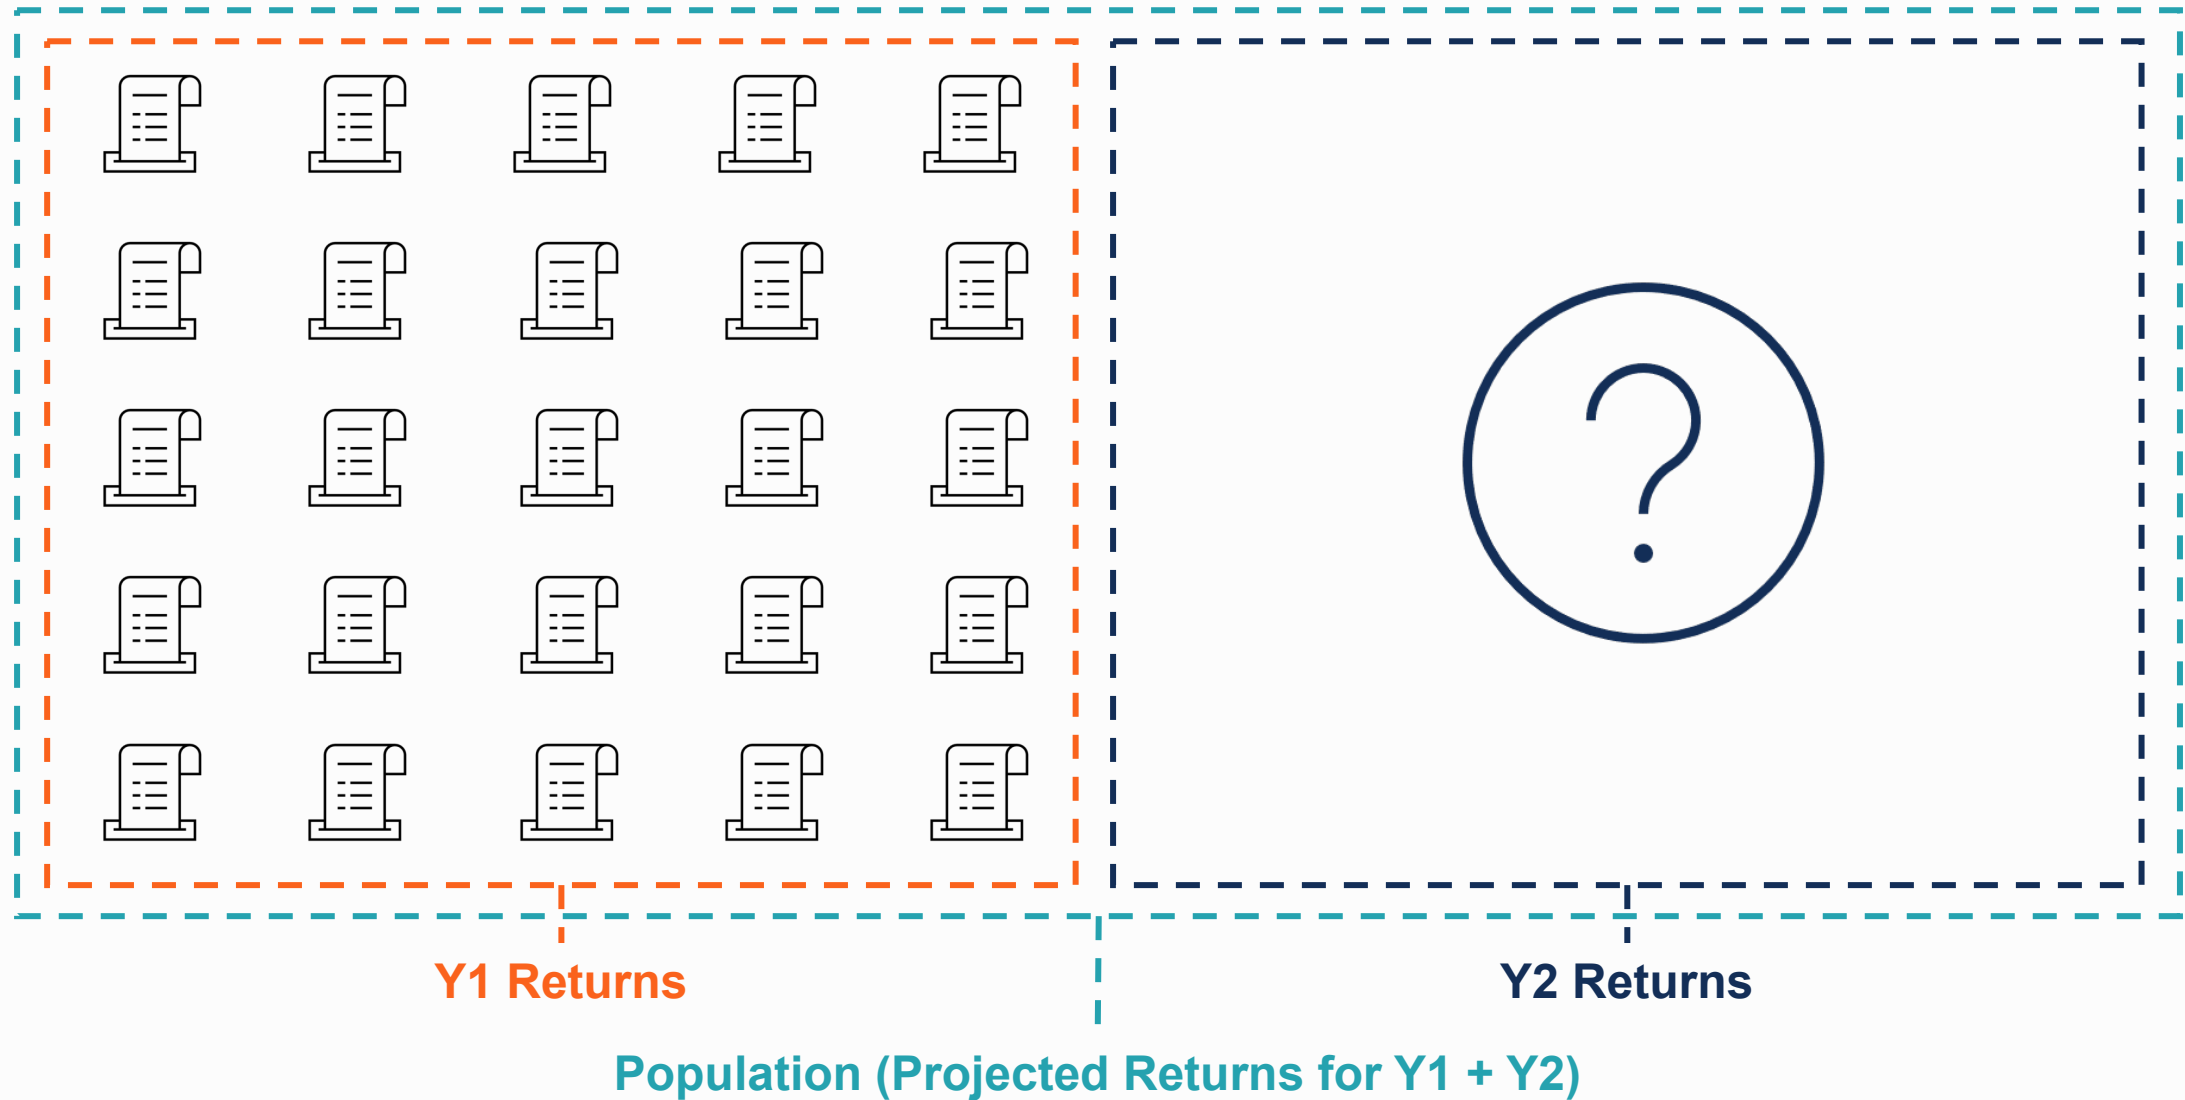 ?
Y1 Returns
Y2 Returns
Population (Projected Returns for Y1 + Y2)